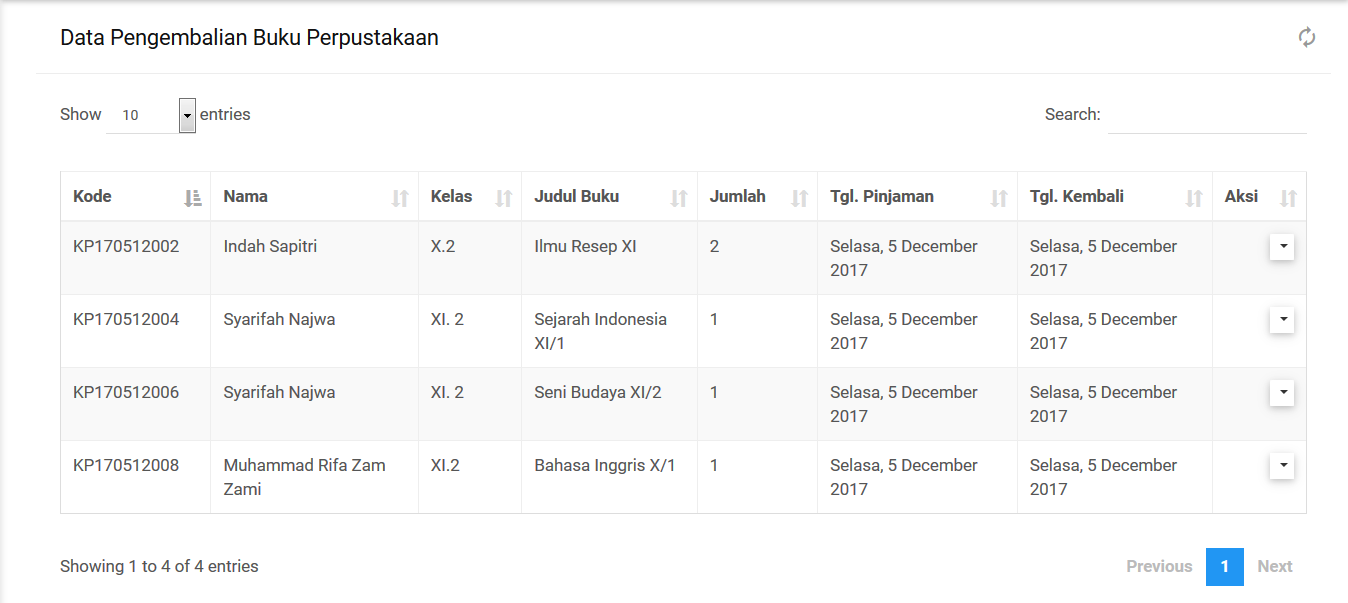 Data Pengembalian Buku Perpustakaan
Show 10 entries
Search:
Kode Nama Kelas Judul Buku Jumlah Tgl. Pinjaman Tgl. Kembali Aksi
KP170512002 Indah Sapitri X.2 Ilmu Resep XI 2 Selasa, 5 December Selasa, 5 December
2017 2017
KP170512004 Syarifah Najwa XI. 2 Sejarah Indonesia 1 Selasa, 5 December Selasa, 5 December
XI/1 2017 2017
KP170512006 Syarifah Najwa XI. 2 Seni Budaya XI/2 1 Selasa, 5 December Selasa, 5 December
2017 2017
KP170512008 Muhammad Rifa Zam XI.2 Bahasa Inggris X/1 1 Selasa, 5 December Selasa, 5 December
Zami 2017 2017
Showing 1 to 4 of 4 entries
Previous 1 Next